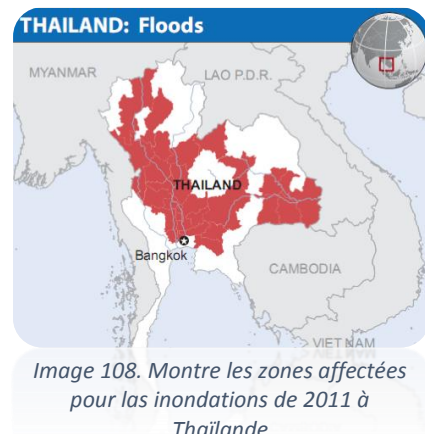 THAILAND: Floods
MYANMAR
LAO P.D.R.
THAILAND
Bangkok
CAMBODIA
VIET NAM
Image 108. Montre les zones affectées
pour las inondations de 2011 à
Thaïlande